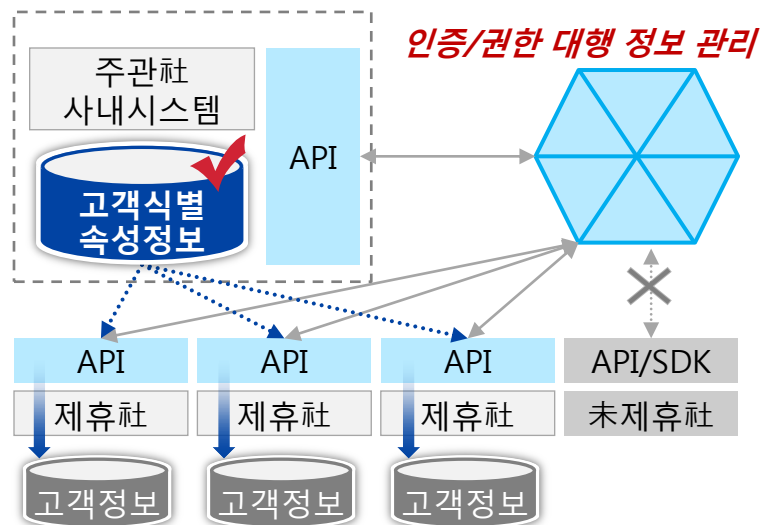 인증/권한 대행 정보 관리
주관社
사내시스템
API
고객식별
속성정보
API
API
API
API/SDK
제휴社
제휴社
제휴社
未제휴社
고객정보
고객정보
고객정보